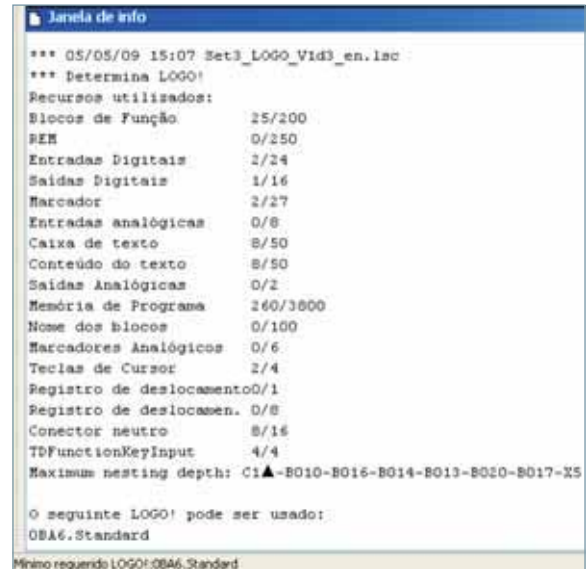 Janela de info
*** 05/05/09 15:07 Set3_LOGO_V1d3_en.lsc
*** Determina LOGO!
Recursos utilizados:
Blocos de Função 25/200
REM 0/250
Entradas Digitais 2/24
Saídas Digitais 1/16
Marcador 2/27
Entradas analógicas 0/8
Caixa de texto 8/50
Conteúdo do texto 8/50
Saídas Analógicas 0/2
Memória de Programa 260/3800
Nome dos blocos 0/100
Marcadores Analógicos 0/6
Teclas de Cursor 2/4
Registro de deslocamento0/1
Registro de deslocamen. 0/8
Conector neutro 8/16
TDFunctionKeyInput 4/4
Maximum nesting depth: C1▲-B010-B016-B014-B013-B020-B017-X5
O seguinte LOGO! pode ser usado:
0BA6.Standard
Mínimo requerido LOGO!:0BA6.Standard